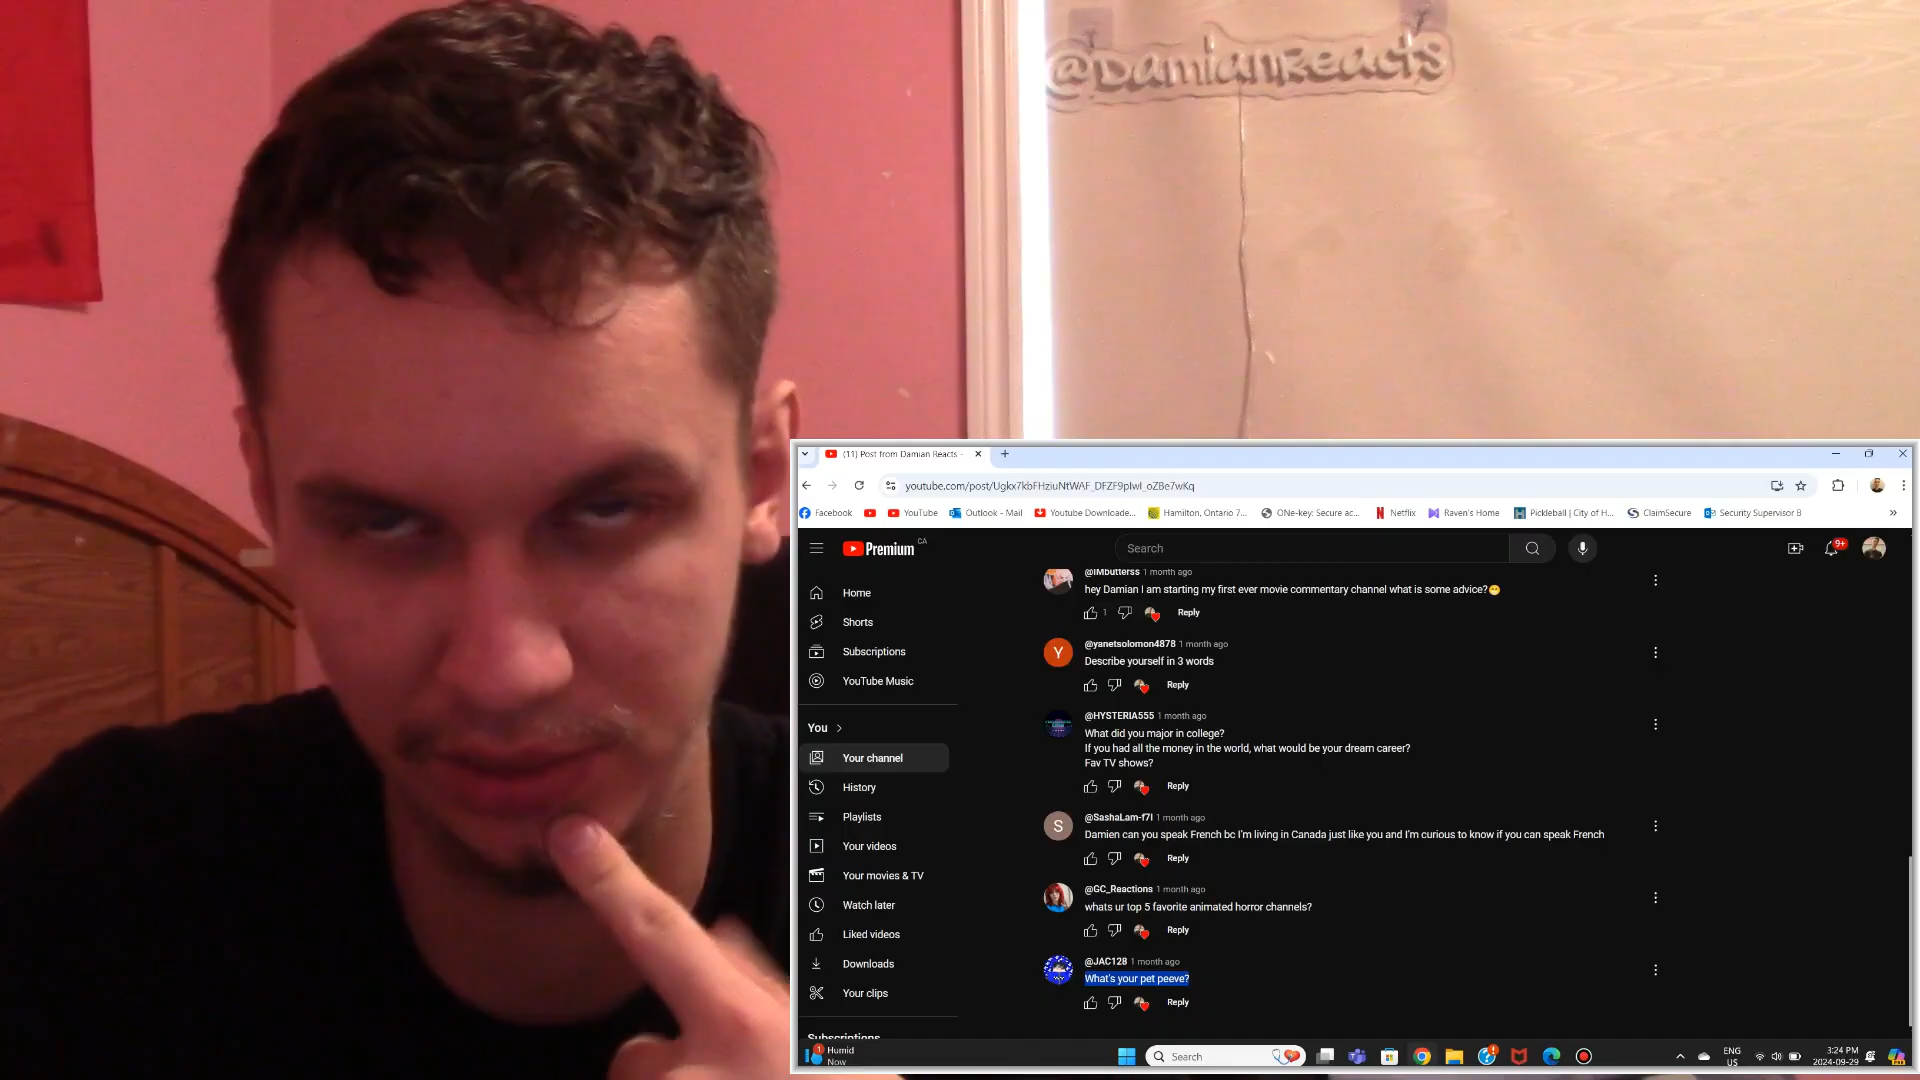 @DamianReacts
(11) Post from Damian Reacts -
youtube.com/post/Ugkx7kbFHziuNtWAF_DFZF9plwl_oZBe7wKq
Facebook YouTube Outlook - Mail Youtube Downloade... Hamilton, Ontario 7... ONe-key: Secure ac... Netflix Raven's Home Pickleball | City of H... ClaimSecure Security Supervisor B »
Premium CA
Search
9+
Home
Shorts
Subscriptions
YouTube Music
You
Your channel
History
Playlists
Your videos
Your movies & TV
Watch later
Liked videos
Downloads
Your clips
Subscriptions
@IMbutterss 1 month ago
hey Damian I am starting my first ever movie commentary channel what is some advice?😁
1 Reply
Y
@yanetsolomon4878 1 month ago
Describe yourself in 3 words
Reply
@HYSTERIA555 1 month ago
What did you major in college?
If you had all the money in the world, what would be your dream career?
Fav TV shows?
Reply
S
@SashaLam-f7l 1 month ago
Damien can you speak French bc I'm living in Canada just like you and I'm curious to know if you can speak French
Reply
@GC_Reactions 1 month ago
whats ur top 5 favorite animated horror channels?
Reply
@JAC128 1 month ago
What's your pet peeve?
Reply
1 Humid
Now
Search
ENG
US
3:24 PM
2024-09-29